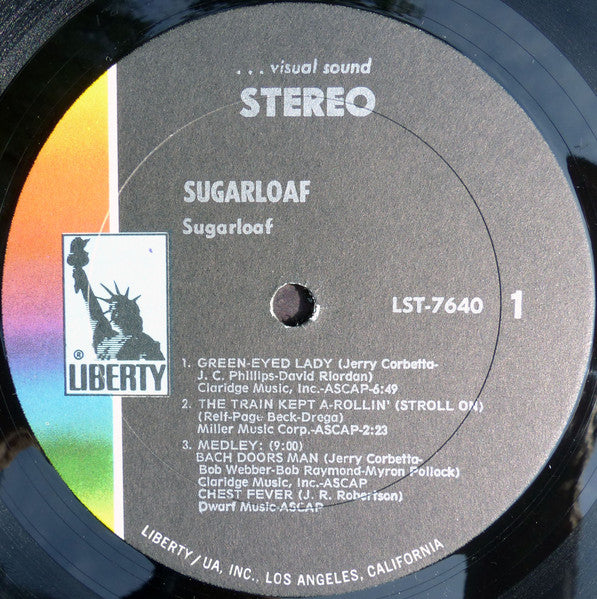 ... visual sound
STEREO
SUGARLOAF
Sugarloaf
LST-7640 1
® LIBERTY
1. GREEN-EYED LADY (Jerry Corbetta-
J. C. Phillips-David Riordan)
Claridge Music, Inc.-ASCAP-6:49
2. THE TRAIN KEPT A-ROLLIN' (STROLL ON)
(Relf-Page-Beck-Drega)
Miller Music Corp.-ASCAP-2:23
3. MEDLEY: (9:00)
BACH DOORS MAN (Jerry Corbetta-
Bob Webber-Bob Raymond-Myron Pollock)
Claridge Music, Inc.-ASCAP
CHEST FEVER (J. R. Robertson)
Dwarf Music-ASCAP
LIBERTY/UA, INC., LOS ANGELES, CALIFORNIA